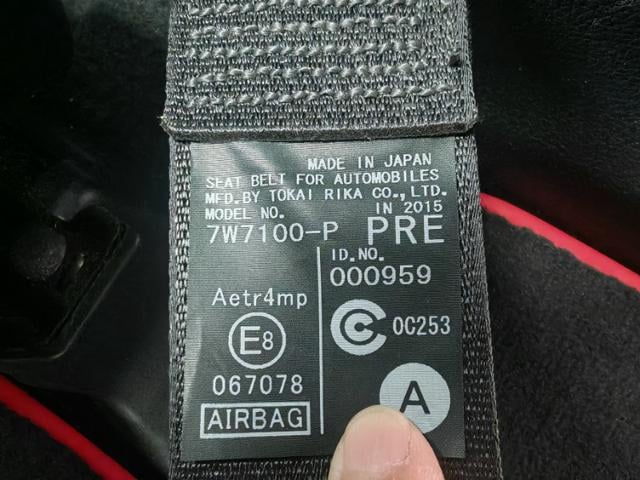 MADE IN JAPAN
SEAT BELT FOR AUTOMOBILES
MFD.BY TOKAI RIKA CO.,LTD.
MODEL NO. IN 2015
7W7100-P PRE
ID.NO.
000959
Aetr4mp
E8
067078
AIRBAG
C 0C253
A